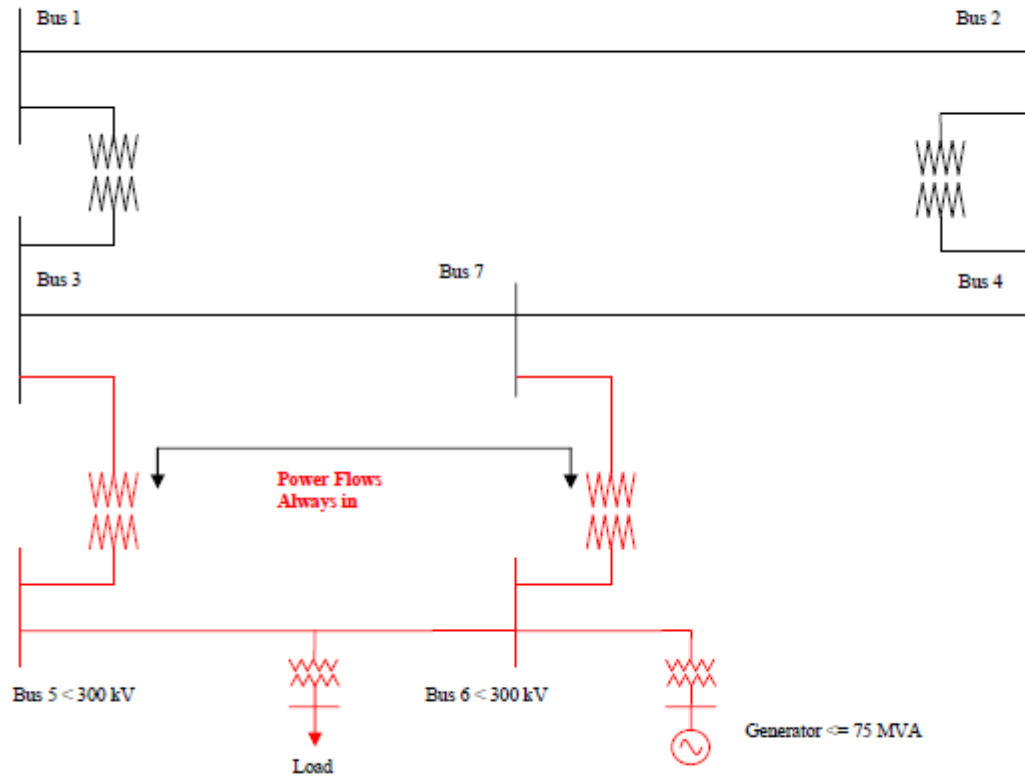 Bus 1
Bus 2
Bus 3
Bus 7
Bus 4
Power Flows
Always in
Bus 5 < 300 kV
Bus 6 < 300 kV
Generator <= 75 MVA
Load